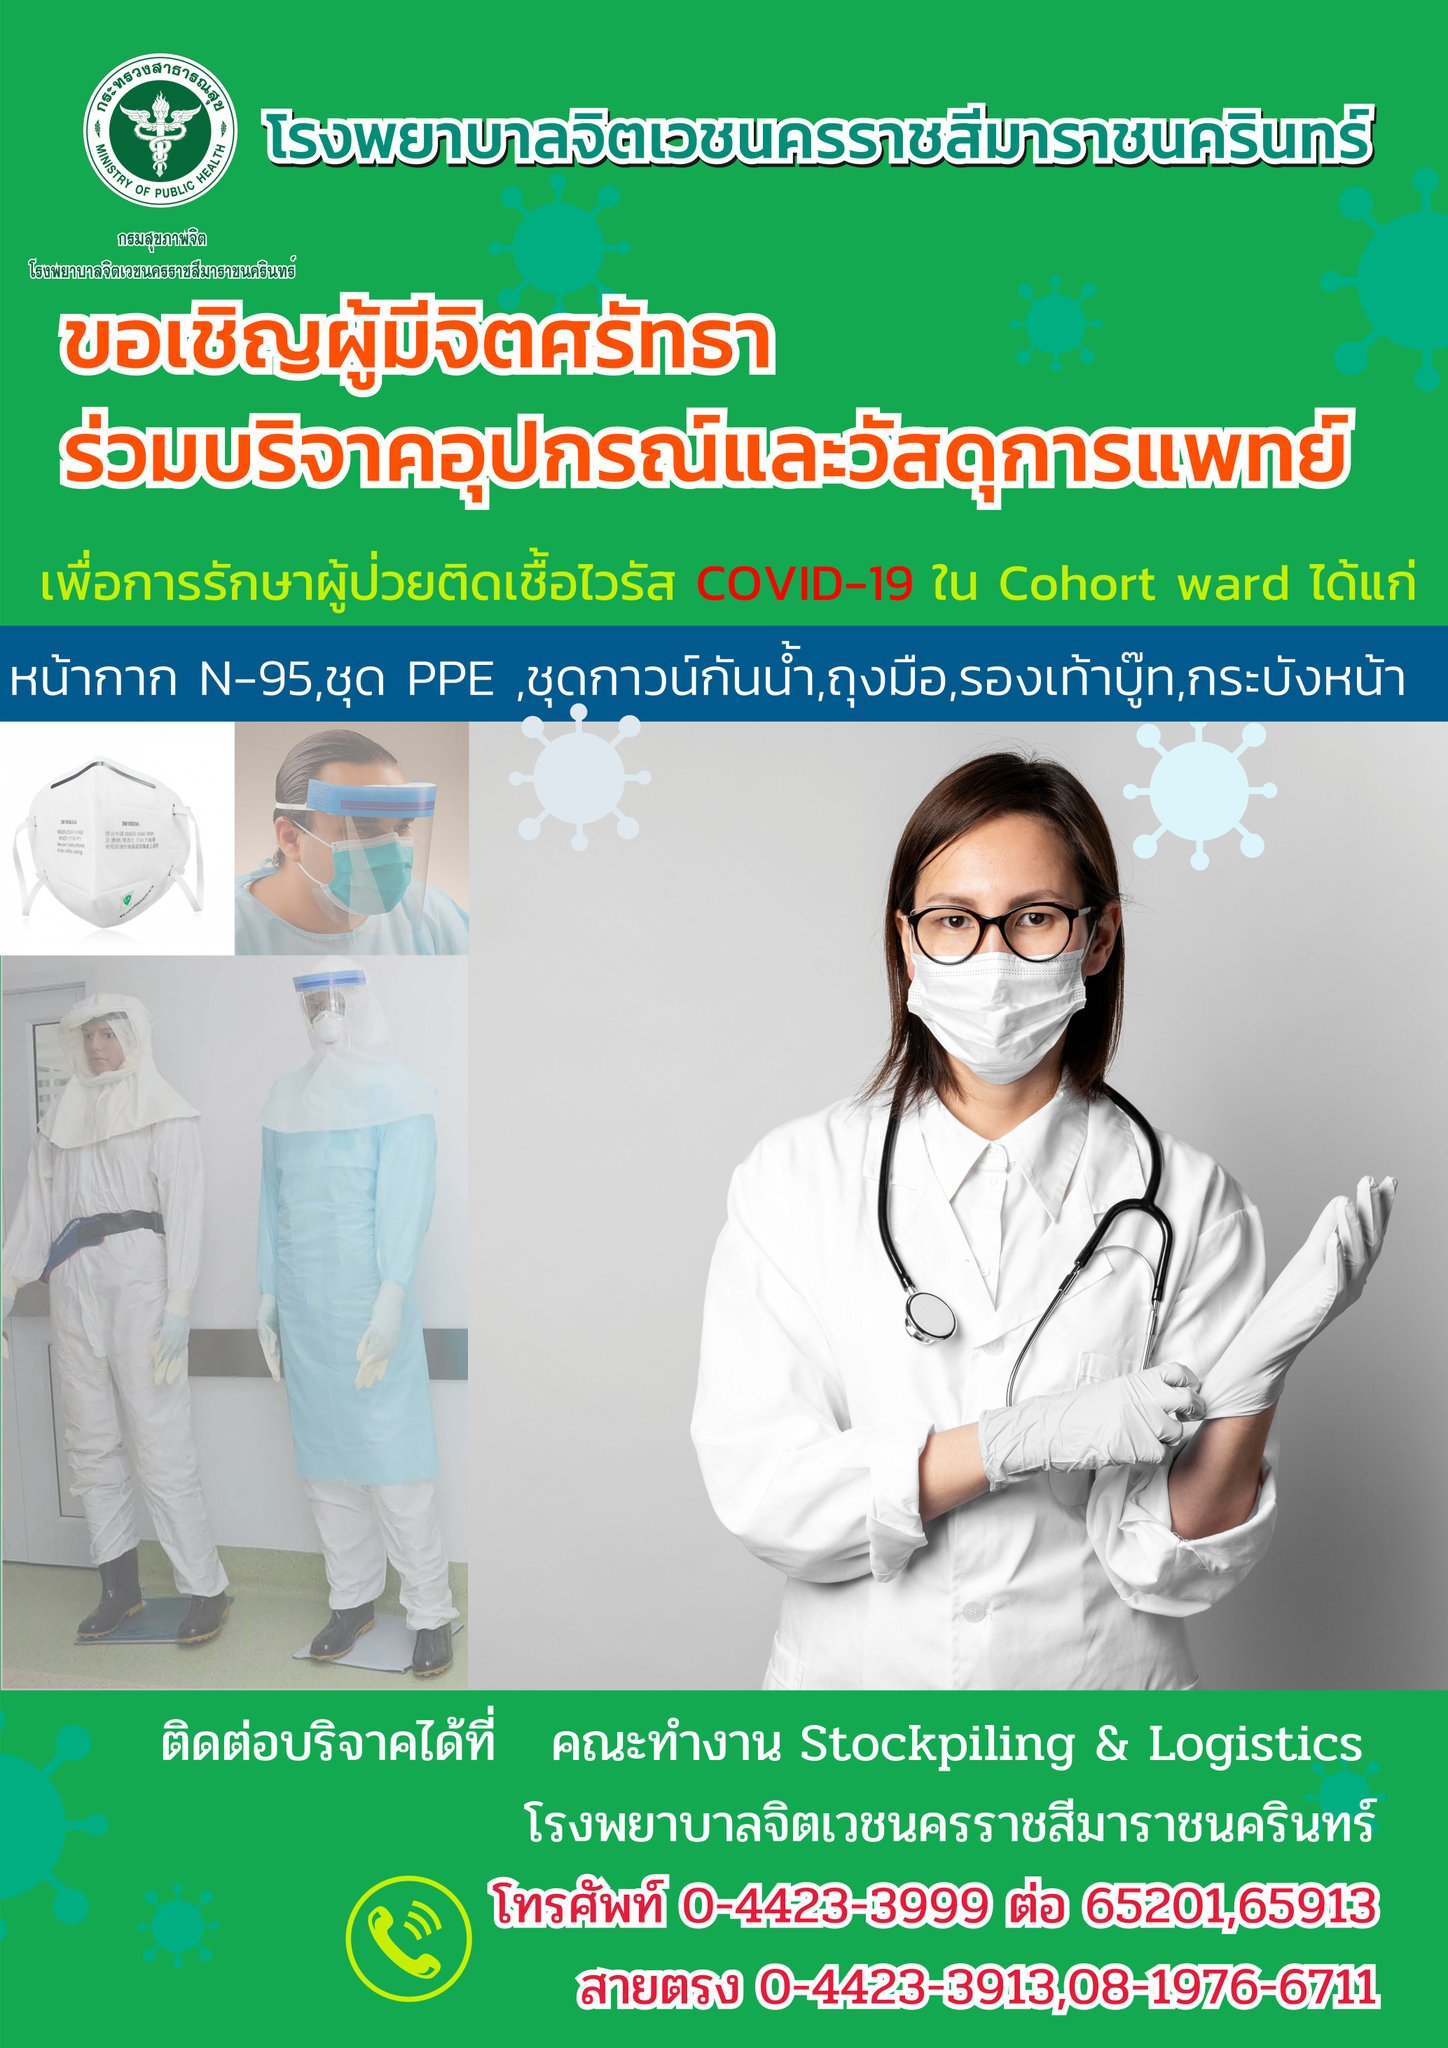 กระทรวงสาธารณสุข
MINISTRY OF PUBLIC HEALTH
โรงพยาบาลจิตเวชนครราชสีมาราชนครินทร์
กรมสุขภาพจิต
โรงพยาบาลจิตเวชนครราชสีมาราชนครินทร์
ขอเชิญผู้มีจิตศรัทธา
ร่วมบริจาคอุปกรณ์และวัสดุการแพทย์
เพื่อการรักษาผู้ป่วยติดเชื้อไวรัส COVID-19 ใน Cohort ward ได้แก่
หน้ากาก N-95,ชุด PPE ,ชุดกาวน์กันน้ำ,ถุงมือ,รองเท้าบู๊ท,กระบังหน้า
ติดต่อบริจาคได้ที่ คณะทำงาน Stockpiling & Logistics
โรงพยาบาลจิตเวชนครราชสีมาราชนครินทร์
โทรศัพท์ 0-4423-3999 ต่อ 65201,65913
สายตรง 0-4423-3913,08-1976-6711